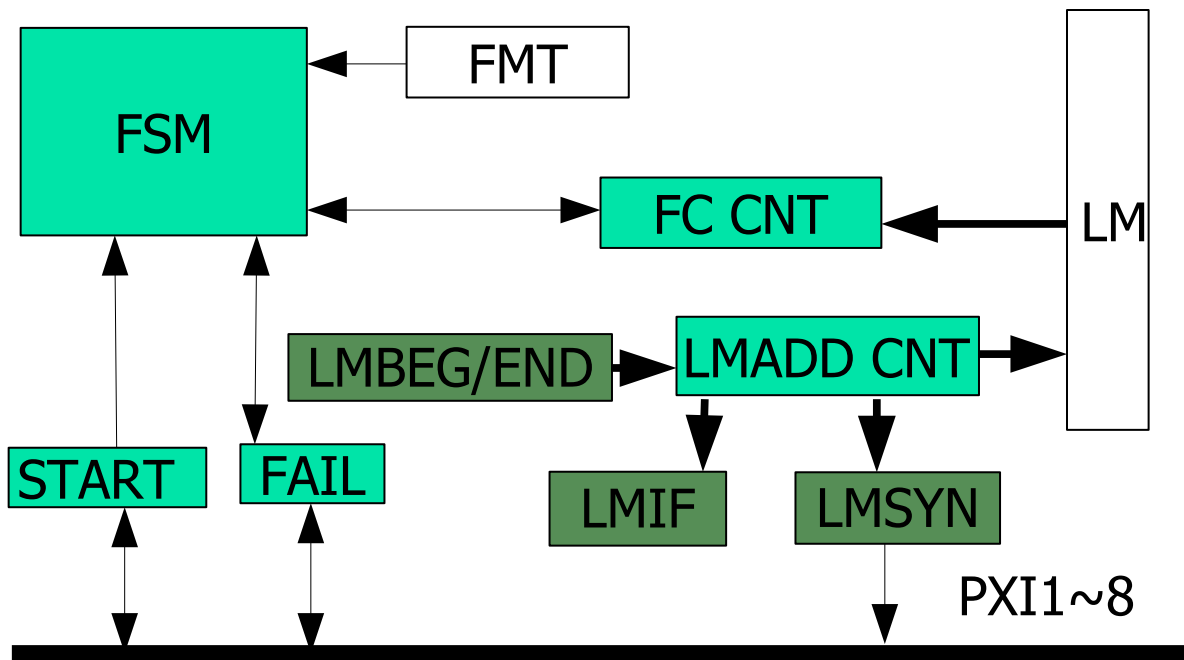 FMT
FSM
FC CNT
LM
LMBEG/END
LMADD CNT
START
FAIL
LMIF
LMSYN
PXI1~8